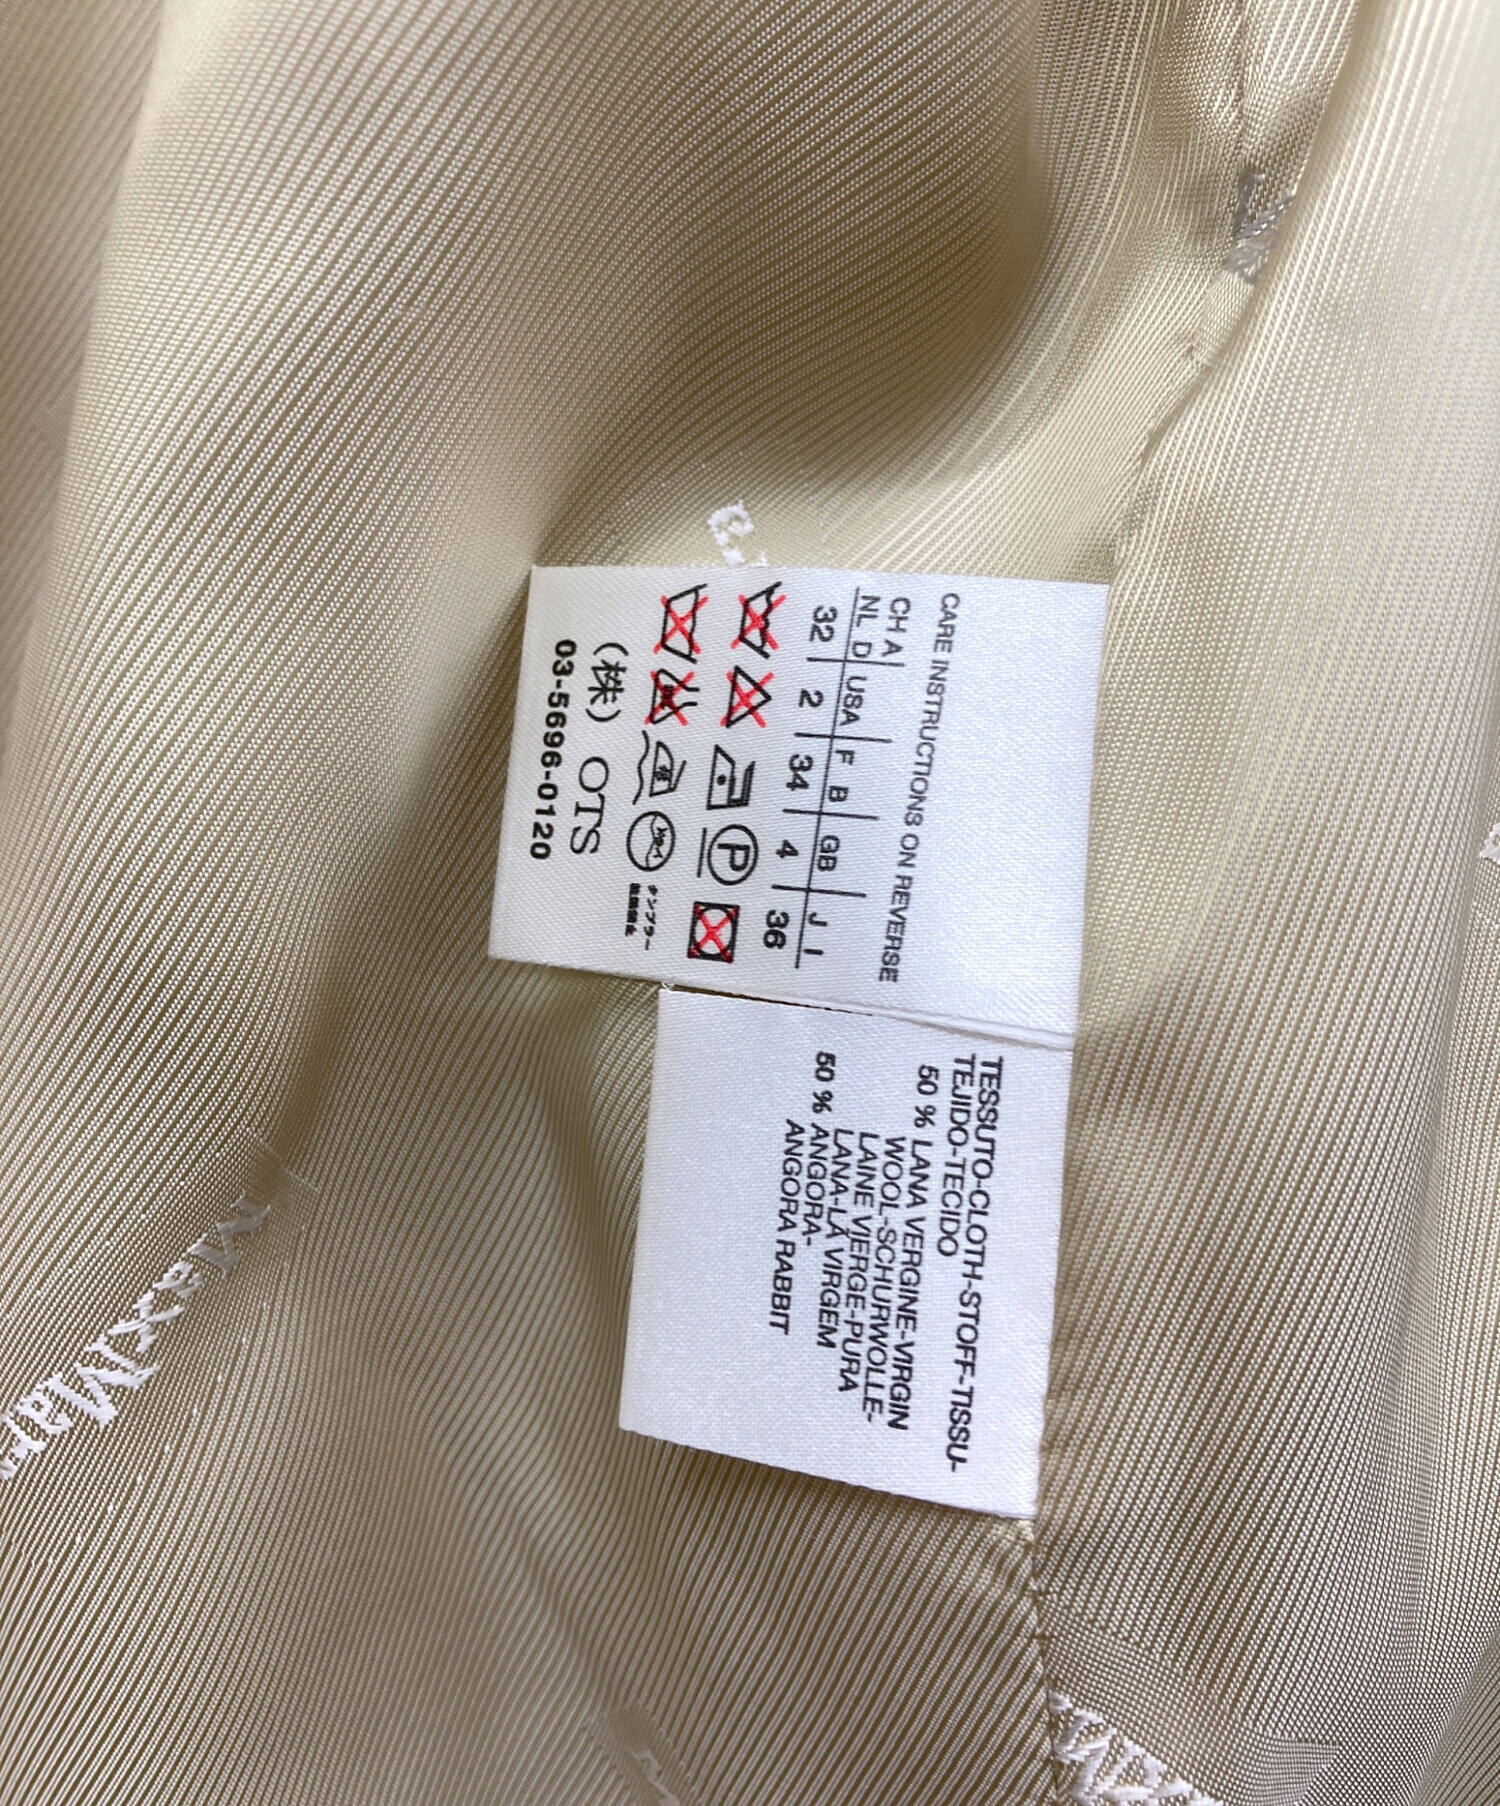 CARE INSTRUCTIONS ON REVERSE
CH A
NL D USA F B GB J I
32 2 34 4 36
P
(株) OTS
03-5696-0120
TESSUTO-CLOTH-STOFF-TISSU-
TEJIDO-TECIDO
50 % LANA VERGINE-VIRGIN
WOOL-SCHURWOLLE-
LAINE VIERGE-PURA
LANA-LÃ VIRGEM
50 % ANGORA-
ANGORA RABBIT
MaxMara